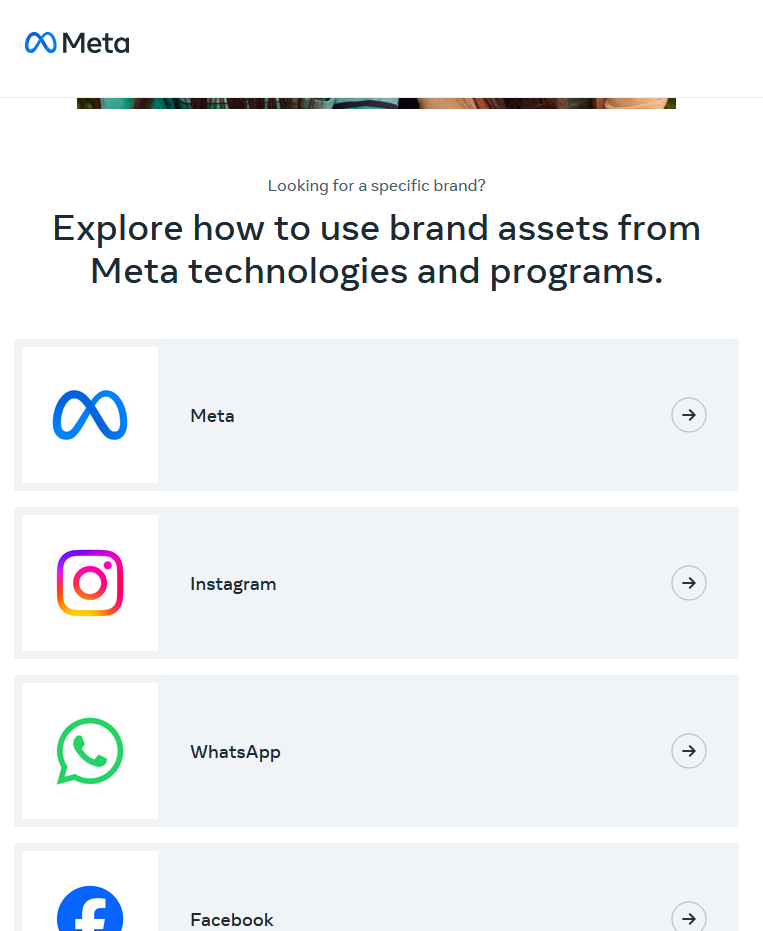 Meta
Looking for a specific brand?
Explore how to use brand assets from
Meta technologies and programs.
Meta
Instagram
WhatsApp
Facebook